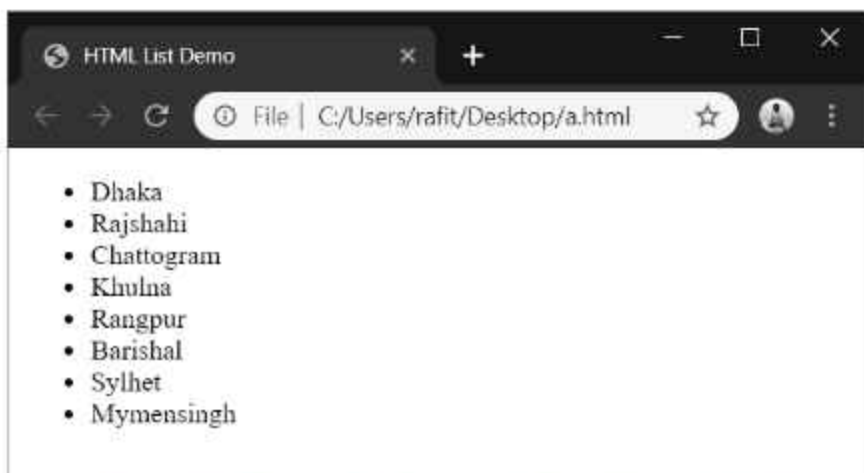 HTML List Demo
File | C:/Users/rafit/Desktop/a.html
• Dhaka
• Rajshahi
• Chattogram
• Khulna
• Rangpur
• Barishal
• Sylhet
• Mymensingh